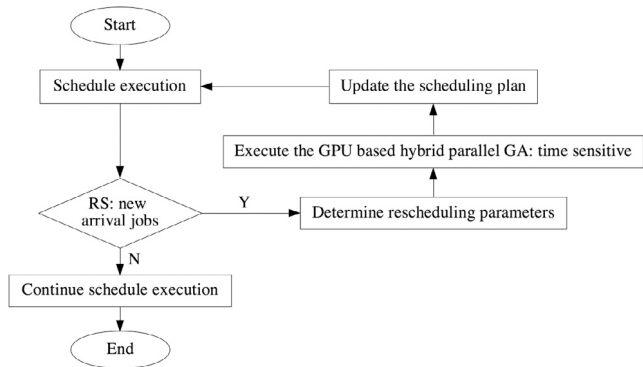 Start
Schedule execution
Update the scheduling plan
Execute the GPU based hybrid parallel GA: time sensitive
RS: new
arrival jobs
Y
Determine rescheduling parameters
N
Continue schedule execution
End